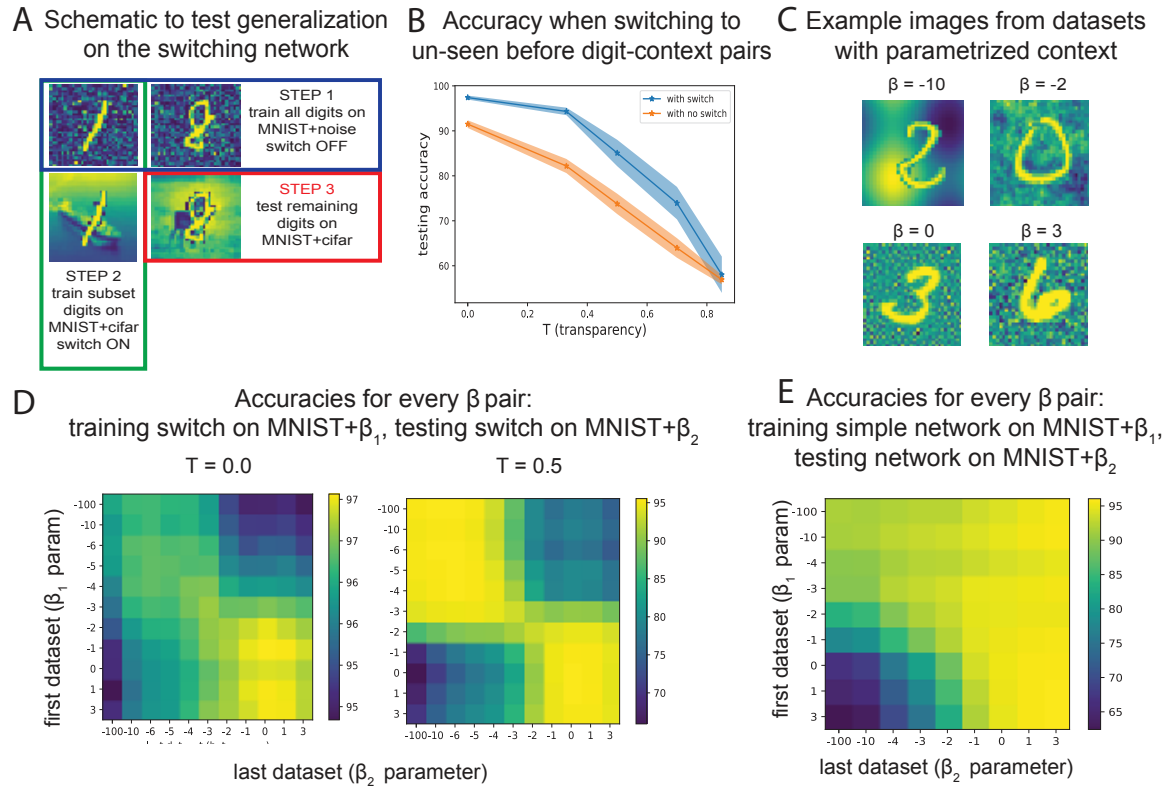 A Schematic to test generalization
on the switching network
STEP 1
train all digits on
MNIST+noise
switch OFF
STEP 3
test remaining
digits on
MNIST+cifar
STEP 2
train subset
digits on
MNIST+cifar
switch ON
B Accuracy when switching to
un-seen before digit-context pairs
with switch
with no switch
testing accuracy
100
90
80
70
60
0.0 0.2 0.4 0.6 0.8
T (transparency)
C Example images from datasets
with parametrized context
β = -10 β = -2
β = 0 β = 3
D Accuracies for every β pair:
training switch on MNIST+β₁, testing switch on MNIST+β₂
T = 0.0 T = 0.5
first dataset (β₁ param)
-100
-10
-6
-5
-4
-3
-2
-1
0
1
3
-100 -10 -6 -5 -4 -3 -2 -1 0 1 3
97
97
96
96
95
95
-100
-10
-6
-5
-4
-3
-2
-1
0
1
3
-100 -10 -6 -5 -4 -3 -2 -1 0 1 3
95
90
85
80
75
70
last dataset (β₂ parameter)
E Accuracies for every β pair:
training simple network on MNIST+β₁,
testing network on MNIST+β₂
first dataset (β₁ param)
-100
-10
-4
-3
-2
-1
0
1
3
-100 -10 -4 -3 -2 -1 0 1 3
95
90
85
80
75
70
65
last dataset (β₂ parameter)